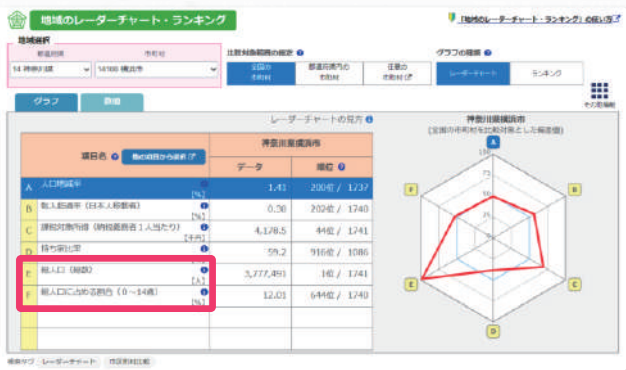 地域のレーダーチャート・ランキング
「地域のレーダーチャート・ランキング」の使い方
地域選択
都道府県
市町村
比較対象範囲の指定
グラフの種類
14 神奈川県
14100 横浜市
全国の市町村
都道府県内の市町村
任意の市町村
レーダーチャート
ランキング
その他機能
グラフ
数値
レーダーチャートの見方
神奈川県横浜市
(全国の市町村を比較対象とした偏差値)
項目名
他の項目から選択
神奈川県横浜市
データ
順位
A 人口増減率 [%] 1.41 200位 / 1737
B 転入超過率(日本人移動者) [%] 0.38 202位 / 1740
C 課税対象所得(納税義務者1人当たり) [千円] 4,178.5 44位 / 1741
D 持ち家比率 59.2 916位 / 1086
E 総人口(総数) [人] 3,777,491 1位 / 1741
F 総人口に占める割合(0~14歳) [%] 12.01 644位 / 1740
A
B
C
D
E
F
75
50
25
検索タグ
レーダーチャート
市区町村比較